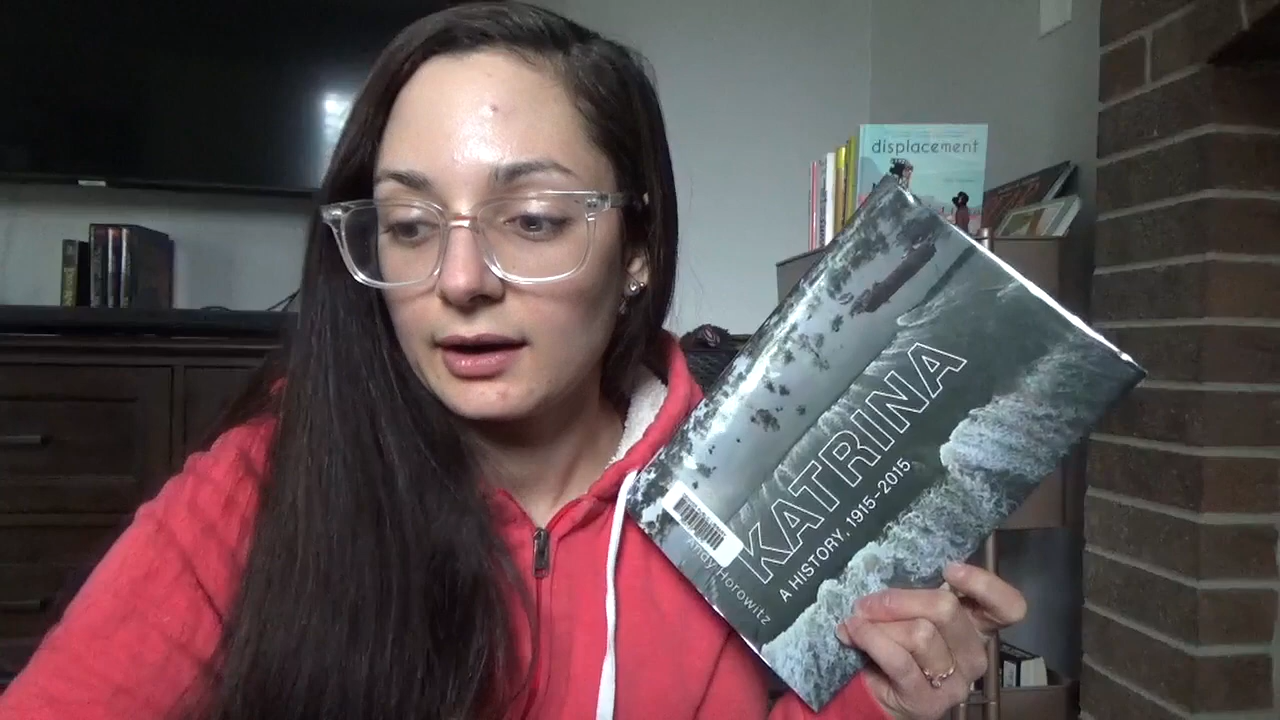 displacement
KATRINA
A HISTORY, 1915-2015
Andy Horowitz